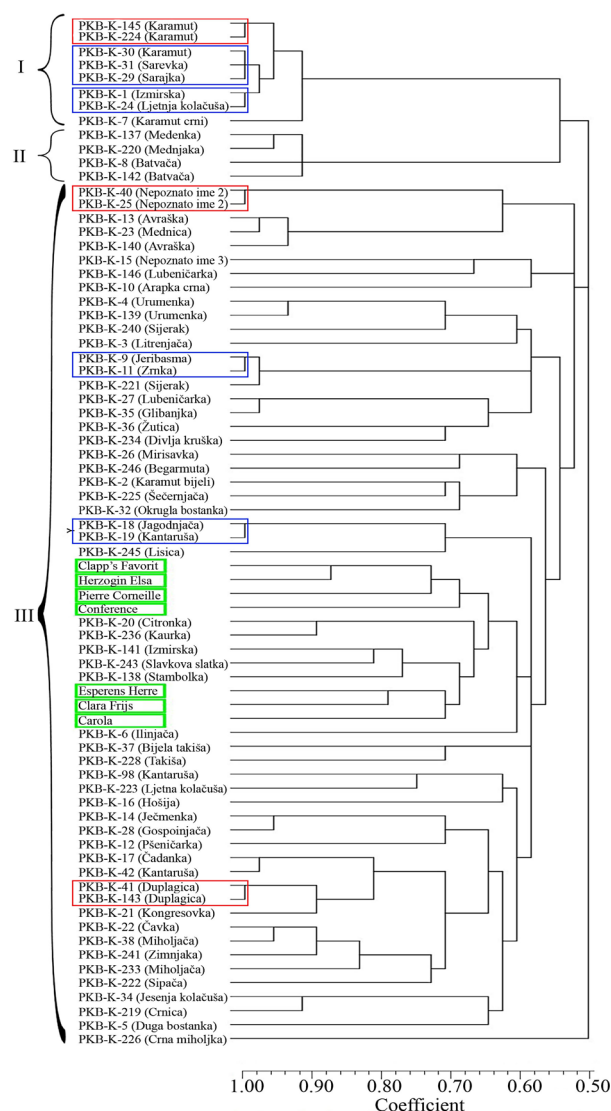 PKB-K-145 (Karamut)
PKB-K-224 (Karamut)
PKB-K-30 (Karamut)
I PKB-K-31 (Sarevka)
PKB-K-29 (Sarajka)
PKB-K-1 (Izmirska)
PKB-K-24 (Ljetnja kolačuša)
PKB-K-7 (Karamut crni)
PKB-K-137 (Medenka)
II PKB-K-220 (Mednjaka)
PKB-K-8 (Batvača)
PKB-K-142 (Batvača)
PKB-K-40 (Nepoznato ime 2)
PKB-K-25 (Nepoznato ime 2)
PKB-K-13 (Avraška)
PKB-K-23 (Mednica)
PKB-K-140 (Avraška)
PKB-K-15 (Nepoznato ime 3)
PKB-K-146 (Lubeničarka)
PKB-K-10 (Arapka crna)
PKB-K-4 (Urumenka)
PKB-K-139 (Urumenka)
PKB-K-240 (Sijerak)
PKB-K-3 (Litrenjača)
PKB-K-9 (Jeribasma)
PKB-K-11 (Zrnka)
PKB-K-221 (Sijerak)
PKB-K-27 (Lubeničarka)
PKB-K-35 (Glibanjka)
PKB-K-36 (Žutica)
PKB-K-234 (Divlja kruška)
PKB-K-26 (Mirisavka)
PKB-K-246 (Begarmuta)
PKB-K-2 (Karamut bijeli)
PKB-K-225 (Šečernjača)
PKB-K-32 (Okrugla bostanka)
PKB-K-18 (Jagodnjača)
PKB-K-19 (Kantaruša)
PKB-K-245 (Lisica)
Clapp's Favorit
Herzogin Elsa
Pierre Corneille
Conference
III PKB-K-20 (Citronka)
PKB-K-236 (Kaurka)
PKB-K-141 (Izmirska)
PKB-K-243 (Slavkova slatka)
PKB-K-138 (Stambolka)
Esperens Herre
Clara Frijs
Carola
PKB-K-6 (Ilinjača)
PKB-K-37 (Bijela takiša)
PKB-K-228 (Takiša)
PKB-K-98 (Kantaruša)
PKB-K-223 (Ljetna kolačuša)
PKB-K-16 (Hošija)
PKB-K-14 (Ječmenka)
PKB-K-28 (Gospoinjača)
PKB-K-12 (Pšeničarka)
PKB-K-17 (Čađanka)
PKB-K-42 (Kantaruša)
PKB-K-41 (Duplagica)
PKB-K-143 (Duplagica)
PKB-K-21 (Kongresovka)
PKB-K-22 (Čavka)
PKB-K-38 (Miholjača)
PKB-K-241 (Zimnjaka)
PKB-K-233 (Miholjača)
PKB-K-222 (Sipača)
PKB-K-34 (Jesenja kolačuša)
PKB-K-219 (Crnica)
PKB-K-5 (Duga bostanka)
PKB-K-226 (Crna miholjka)
1.00 0.90 0.80 0.70 0.60 0.50
Coefficient